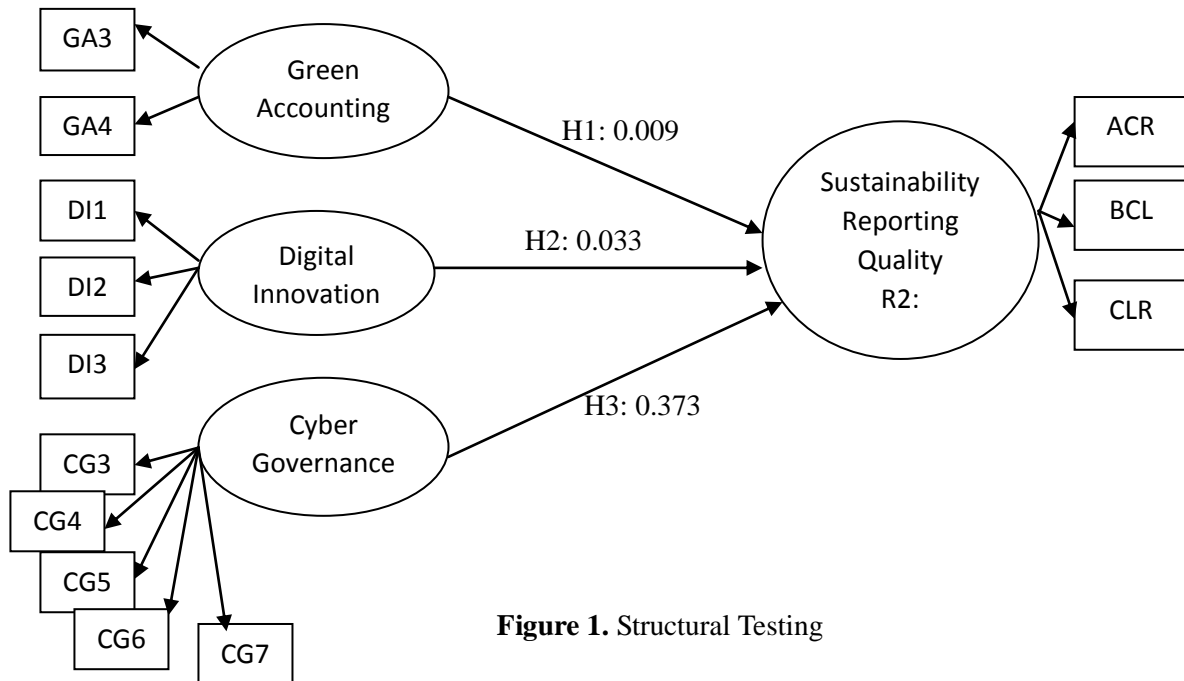 GA3
GA4
Green
Accounting
H1: 0.009
DI1
DI2
DI3
Digital
Innovation
H2: 0.033
CG3
CG4
CG5
CG6
CG7
Cyber
Governance
H3: 0.373
Sustainability
Reporting
Quality
R2:
ACR
BCL
CLR
Figure 1. Structural Testing